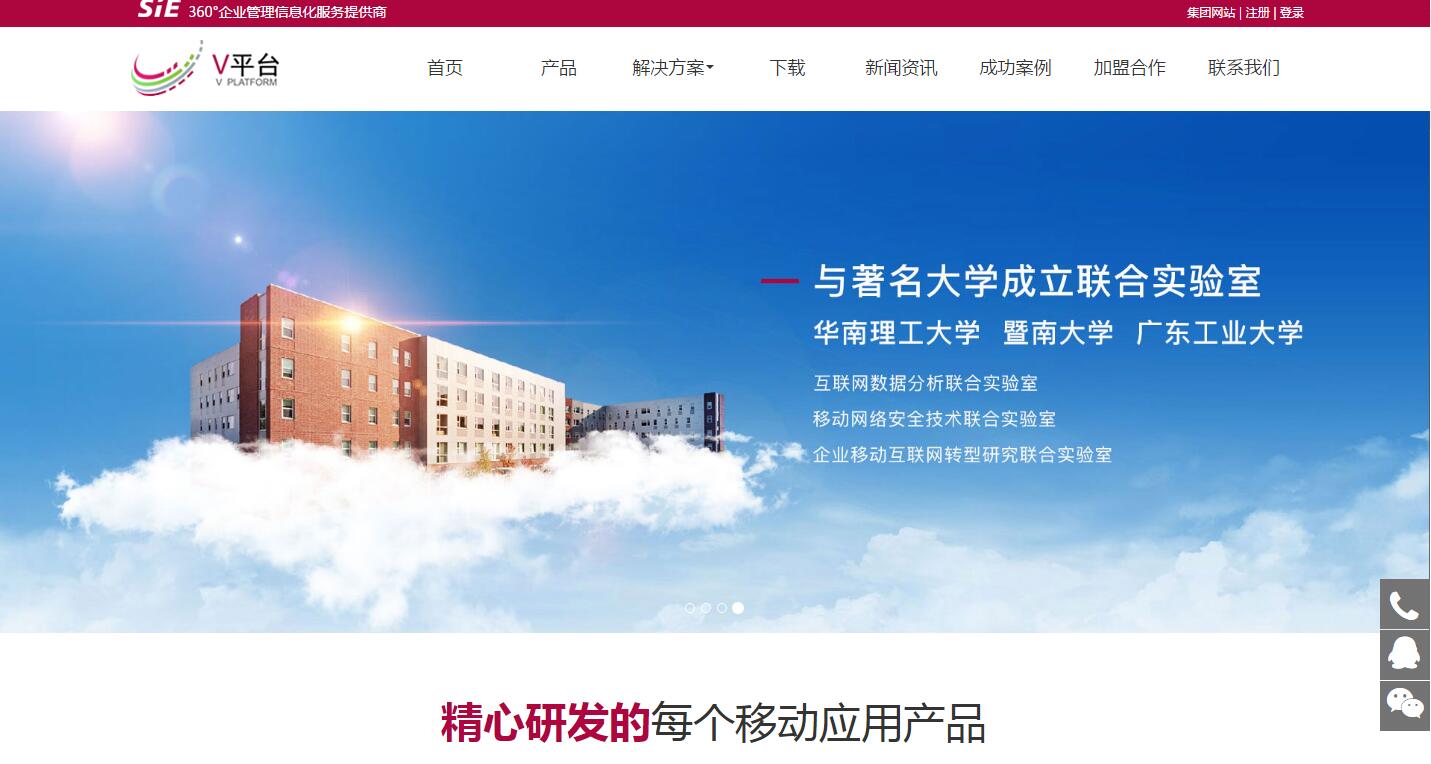 SiE 360°企业管理信息化服务提供商
集团网站 | 注册 | 登录
V平台
V PLATFORM
首页 产品 解决方案 下载 新闻资讯 成功案例 加盟合作 联系我们
与著名大学成立联合实验室
华南理工大学 暨南大学 广东工业大学
互联网数据分析联合实验室
移动网络安全技术联合实验室
企业移动互联网转型研究联合实验室
精心研发的每个移动应用产品